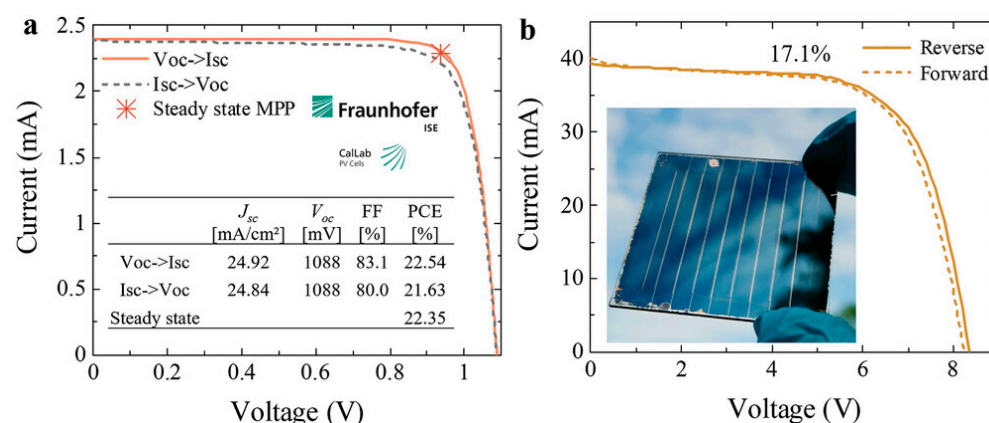 a
Current (mA)
2.5
2
1.5
1
0.5
0
Voc->Isc
Isc->Voc
Steady state MPP
Fraunhofer
ISE
CalLab
PV Cells
Jsc Voc FF PCE
[mA/cm²] [mV] [%] [%]
Voc->Isc 24.92 1088 83.1 22.54
Isc->Voc 24.84 1088 80.0 21.63
Steady state 22.35
0 0.2 0.4 0.6 0.8 1
Voltage (V)
b
Current (mA)
40
30
20
10
0
17.1%
Reverse
Forward
0 2 4 6 8
Voltage (V)